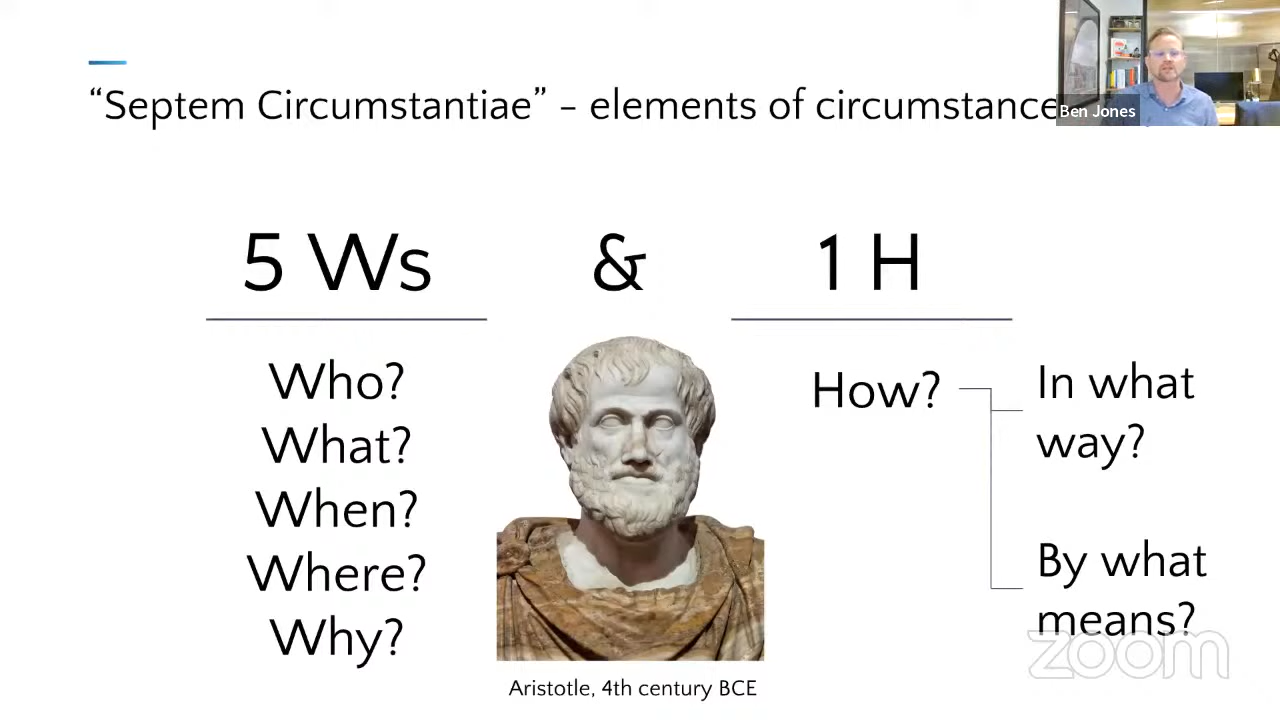 “Septem Circumstantiae” – elements of circumstance
Ben Jones
5 Ws & 1 H
Who?
What?
When?
Where?
Why?
How?
In what
way?
By what
means?
Aristotle, 4th century BCE
zoom